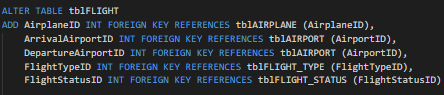 ALTER TABLE tblFLIGHT
ADD AirplaneID INT FOREIGN KEY REFERENCES tblAIRPLANE (AirplaneID),
ArrivalAirportID INT FOREIGN KEY REFERENCES tblAIRPORT (AirportID),
DepartureAirportID INT FOREIGN KEY REFERENCES tblAIRPORT (AirportID),
FlightTypeID INT FOREIGN KEY REFERENCES tblFLIGHT_TYPE (FlightTypeID),
FlightStatusID INT FOREIGN KEY REFERENCES tblFLIGHT_STATUS (FlightStatusID)